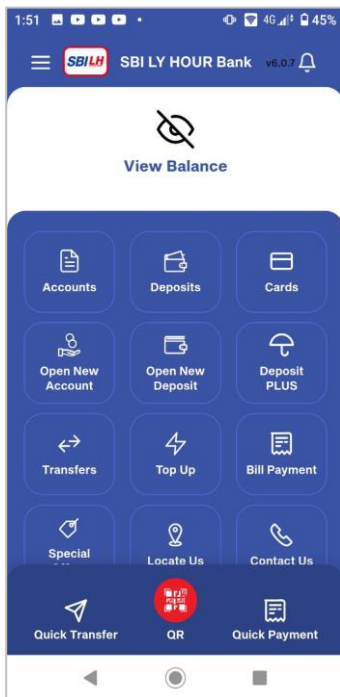 1:51 4G 45%
SBILH SBI LY HOUR Bank v6.0.7
View Balance
Accounts Deposits Cards
Open New Open New Deposit
Account Deposit PLUS
Transfers Top Up Bill Payment
Special Locate Us Contact Us
Quick Transfer QR Quick Payment